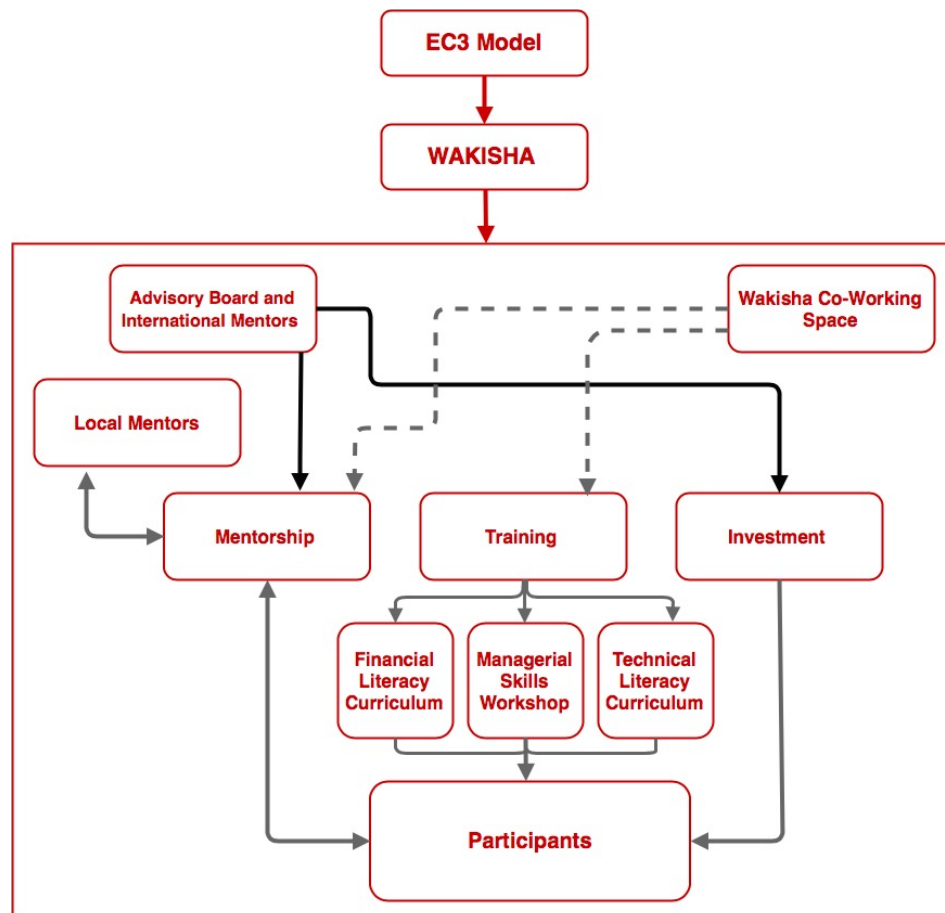 EC3 Model
WAKISHA
Advisory Board and
International Mentors
Wakisha Co-Working
Space
Local Mentors
Mentorship
Training
Investment
Financial
Literacy
Curriculum
Managerial
Skills
Workshop
Technical
Literacy
Curriculum
Participants